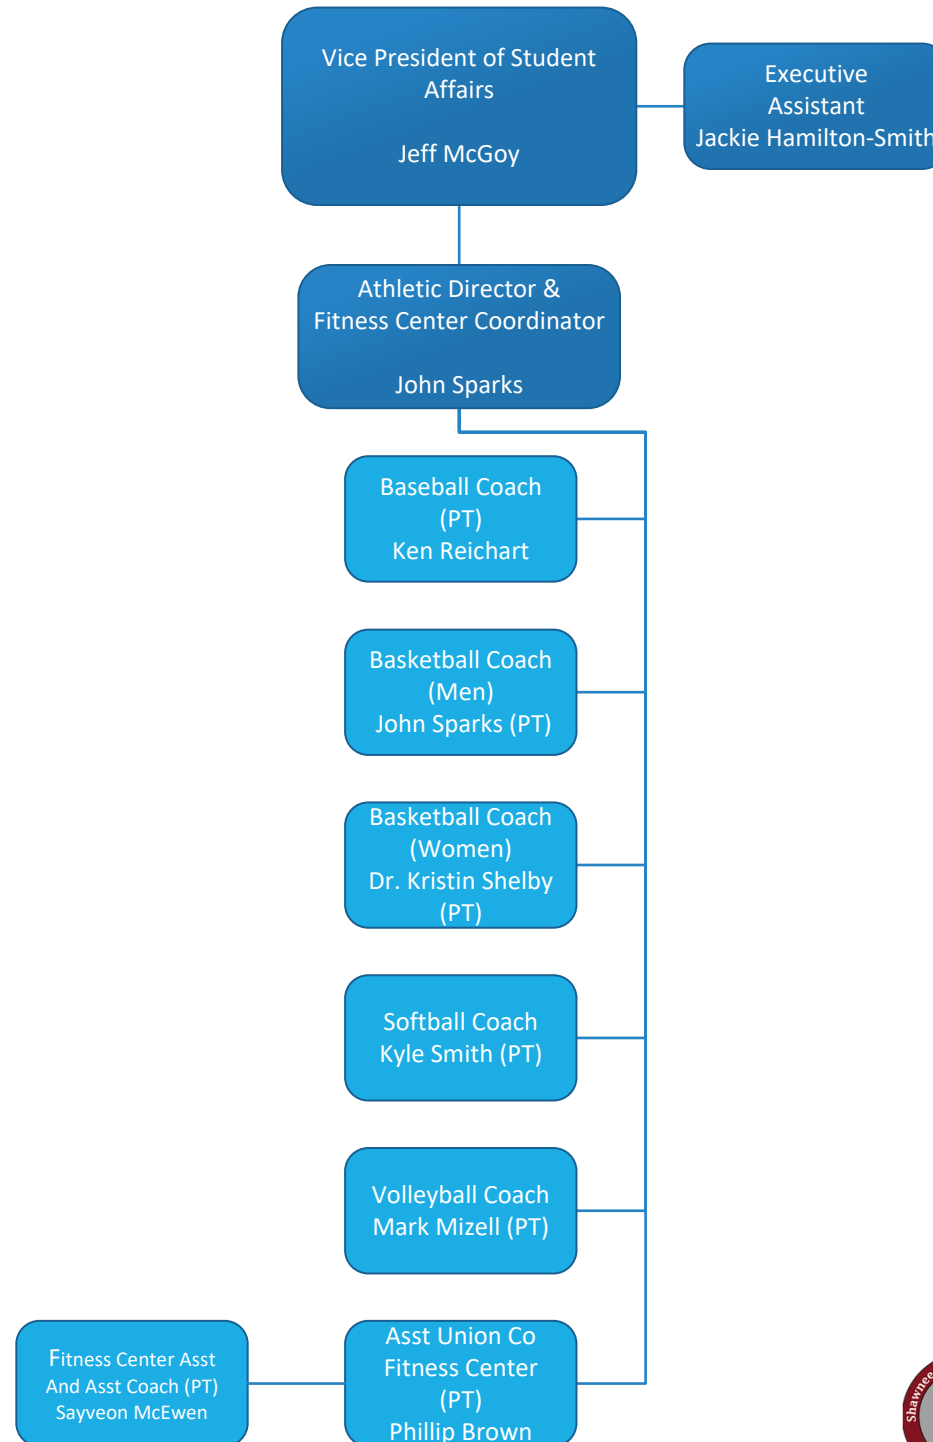 Vice President of Student
Affairs
Jeff McGoy
Executive
Assistant
Jackie Hamilton-Smith
Athletic Director &
Fitness Center Coordinator
John Sparks
Baseball Coach
(PT)
Ken Reichart
Basketball Coach
(Men)
John Sparks (PT)
Basketball Coach
(Women)
Dr. Kristin Shelby
(PT)
Softball Coach
Kyle Smith (PT)
Volleyball Coach
Mark Mizell (PT)
Fitness Center Asst
And Asst Coach (PT)
Sayveon McEwen
Asst Union Co
Fitness Center
(PT)
Phillip Brown
Shawnee